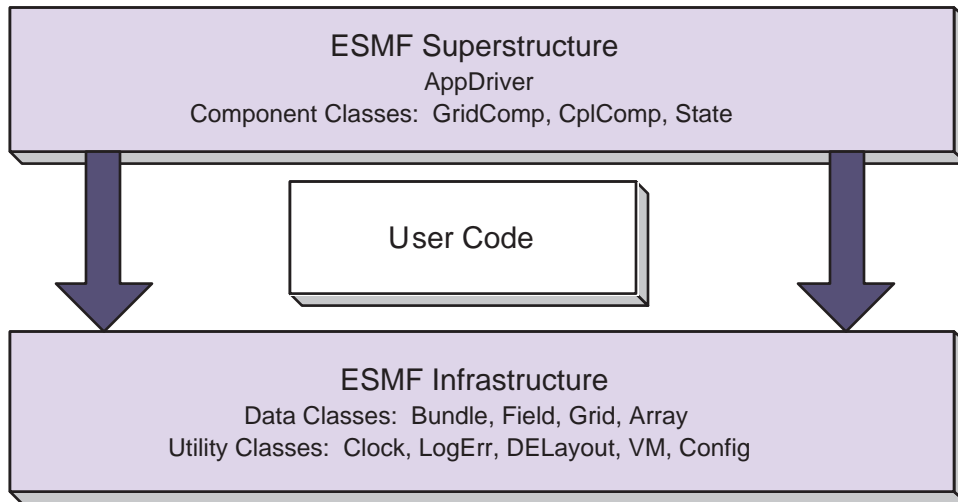 ESMF Superstructure
AppDriver
Component Classes: GridComp, CplComp, State
User Code
ESMF Infrastructure
Data Classes: Bundle, Field, Grid, Array
Utility Classes: Clock, LogErr, DELayout, VM, Config